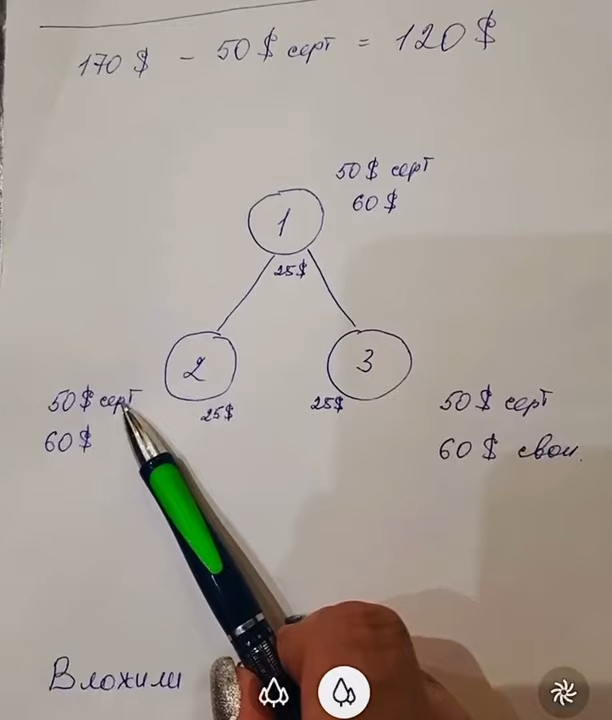 170 $ - 50 $ серт = 120 $
50 $ серт
60 $
1
25 $
2
3
25 $
25 $
50 $ серт
60 $
50 $ серт
60 $ свои.
Вложили